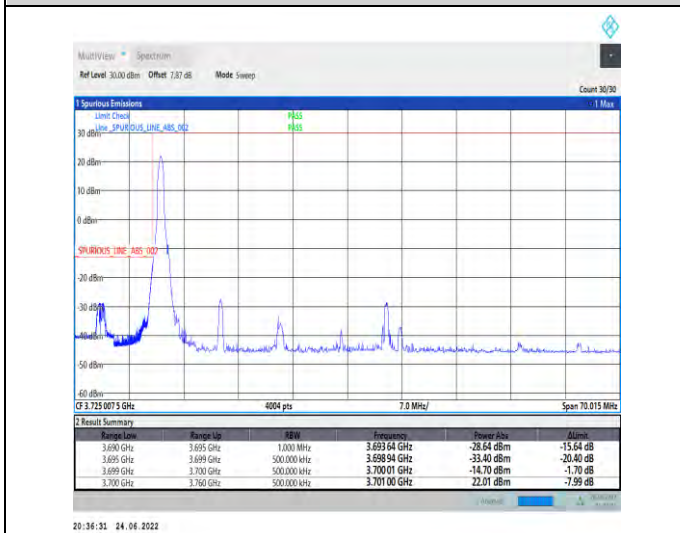 MultiView Spectrum
Ref Level 30.00 dBm Offset 7.87 dB Mode Sweep
Count 30/30
1 Spurious Emissions 1 Max
Limit Check PASS
30 dBm Line _SPURIOUS_LINE_ABS_002 PASS
20 dBm
10 dBm
0 dBm
_SPURIOUS_LINE_ABS_002
-20 dBm
-30 dBm
-40 dBm
-50 dBm
-60 dBm
CF 3.725 007 5 GHz 4004 pts 7.0 MHz/ Span 70.015 MHz
2 Result Summary
Range Low Range Up RBW Frequency Power Abs ΔLimit
3.690 GHz 3.695 GHz 1.000 MHz 3.693 64 GHz -28.64 dBm -15.64 dB
3.695 GHz 3.699 GHz 500.000 kHz 3.698 94 GHz -33.40 dBm -20.40 dB
3.699 GHz 3.700 GHz 500.000 kHz 3.700 01 GHz -14.70 dBm -1.70 dB
3.700 GHz 3.760 GHz 500.000 kHz 3.701 00 GHz 22.01 dBm -7.99 dB
20:36:31 24.06.2022